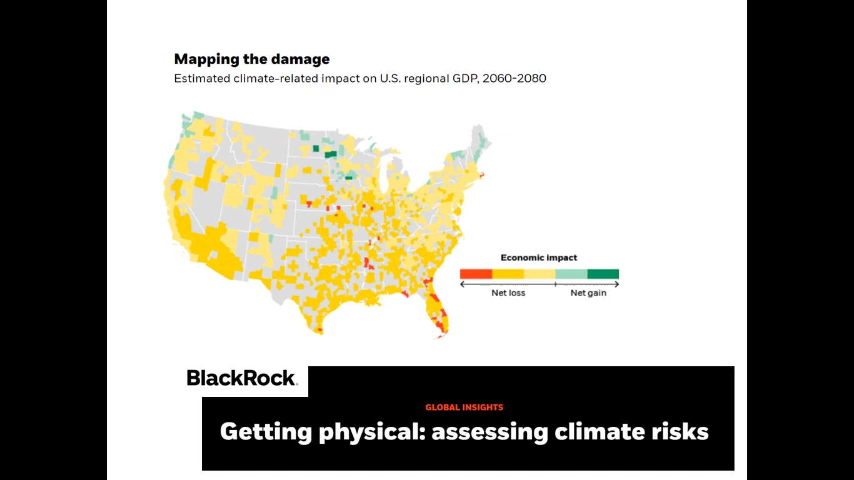 Mapping the damage
Estimated climate-related impact on U.S. regional GDP, 2060-2080
Economic impact
Net loss
Net gain
BlackRock.
GLOBAL INSIGHTS
Getting physical: assessing climate risks